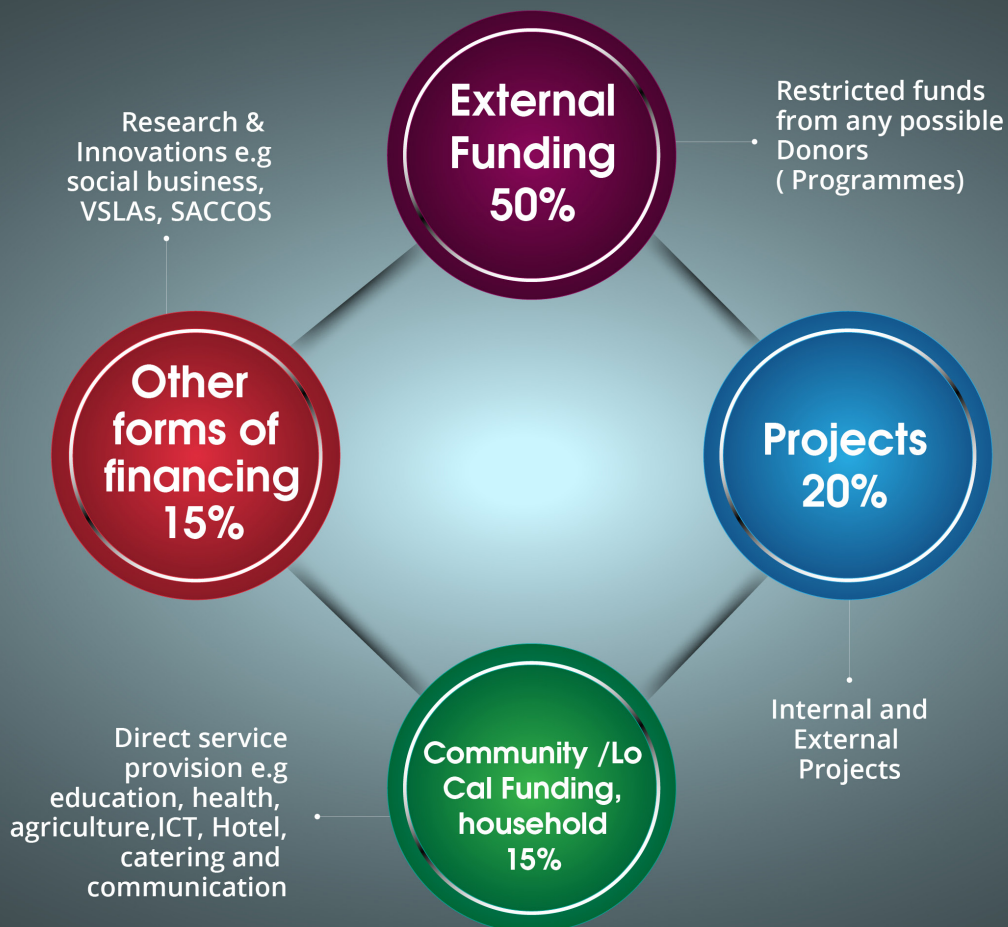 External
Funding
50%
Restricted funds
from any possible
Donors
( Programmes)
Research &
Innovations e.g
social business,
VSLAs, SACCOS
Other
forms of
financing
15%
Projects
20%
Internal and
External
Projects
Community /Lo
Cal Funding,
household
15%
Direct service
provision e.g
education, health,
agriculture,ICT, Hotel,
catering and
communication